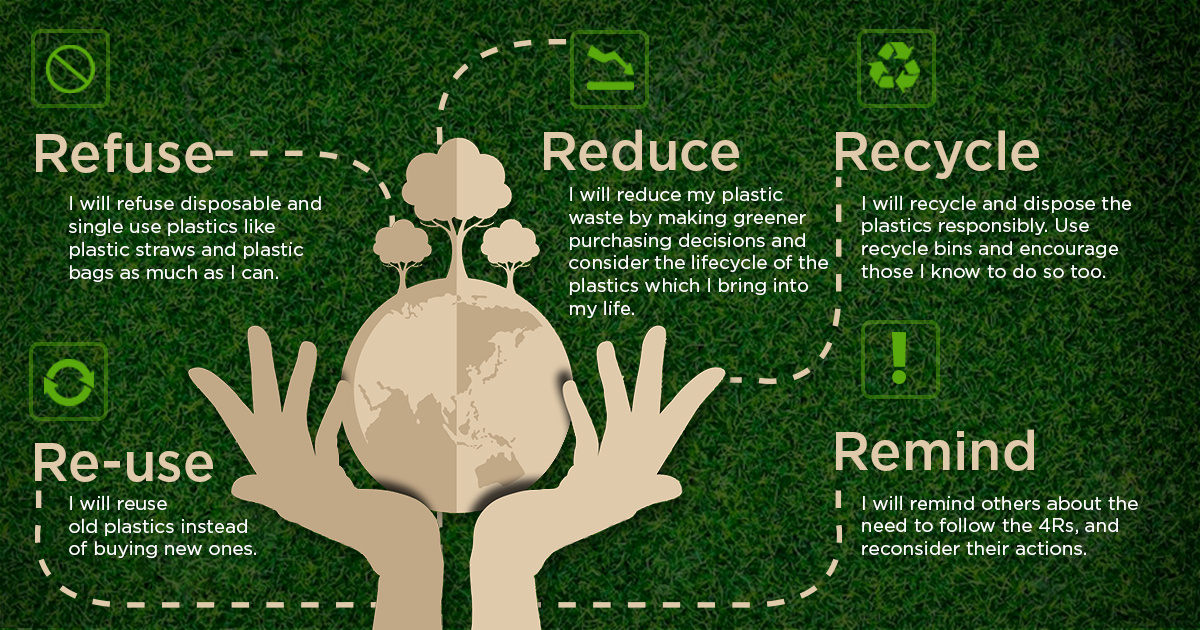 Refuse
I will refuse disposable and
single use plastics like
plastic straws and plastic
bags as much as I can.
Reduce
I will reduce my plastic
waste by making greener
purchasing decisions and
consider the lifecycle of the
plastics which I bring into
my life.
Recycle
I will recycle and dispose the
plastics responsibly. Use
recycle bins and encourage
those I know to do so too.
Re-use
I will reuse
old plastics instead
of buying new ones.
Remind
I will remind others about the
need to follow the 4Rs, and
reconsider their actions.